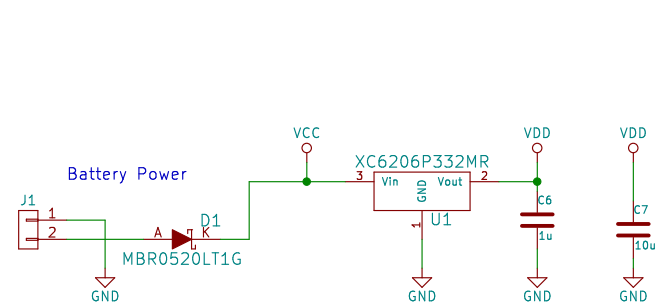 VCC
VDD
VDD
XC6206P332MR
Battery Power
3
Vin
GND
Vout
2
J1
1
2
A
D1
K
U1
1
C6
1u
C7
10u
MBR0520LT1G
GND
GND
GND
GND